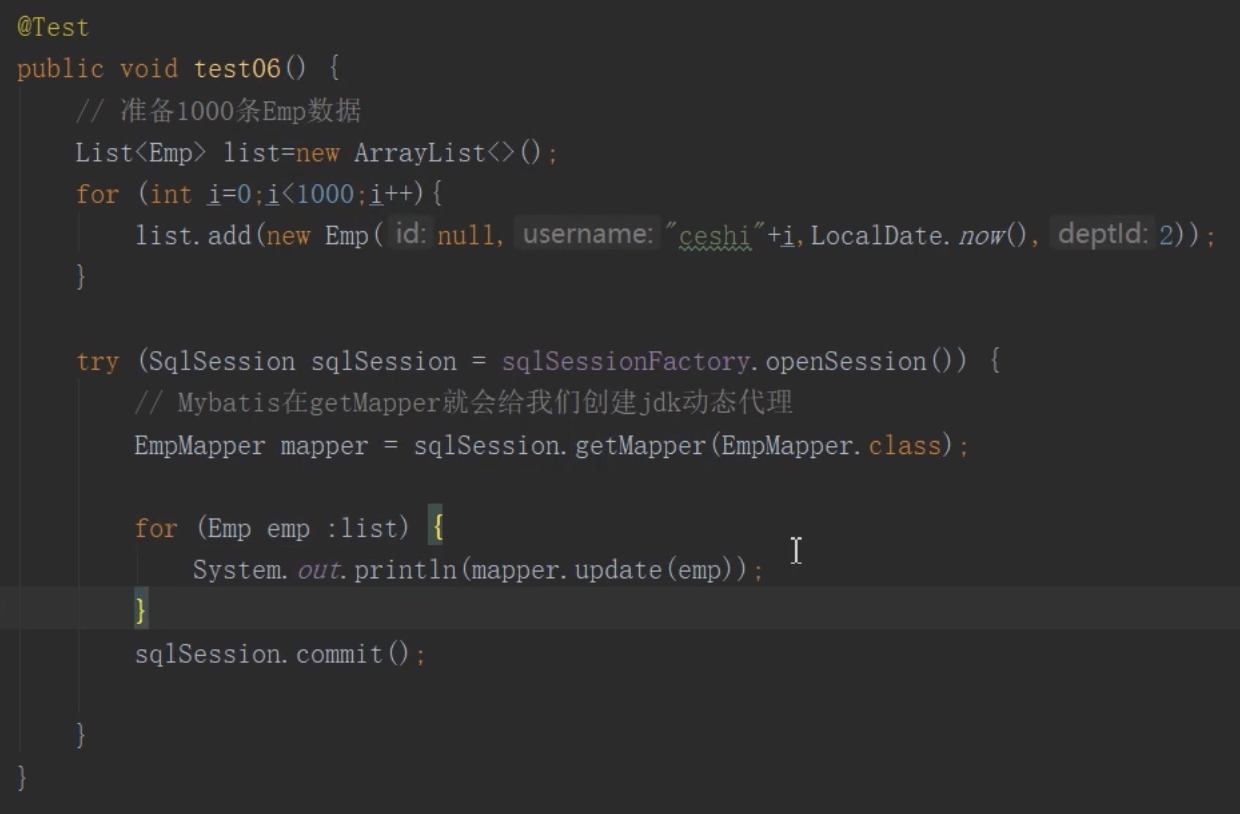 @Test
public void test06() {
// 准备1000条Emp数据
List<Emp> list=new ArrayList<>();
for (int i=0;i<1000;i++){
list.add(new Emp( id: null, username: "ceshi"+i,LocalDate.now(), deptId: 2));
}
try (SqlSession sqlSession = sqlSessionFactory.openSession()) {
// Mybatis在getMapper就会给我们创建jdk动态代理
EmpMapper mapper = sqlSession.getMapper(EmpMapper.class);
for (Emp emp :list) {
System.out.println(mapper.update(emp));
}
sqlSession.commit();
}
}